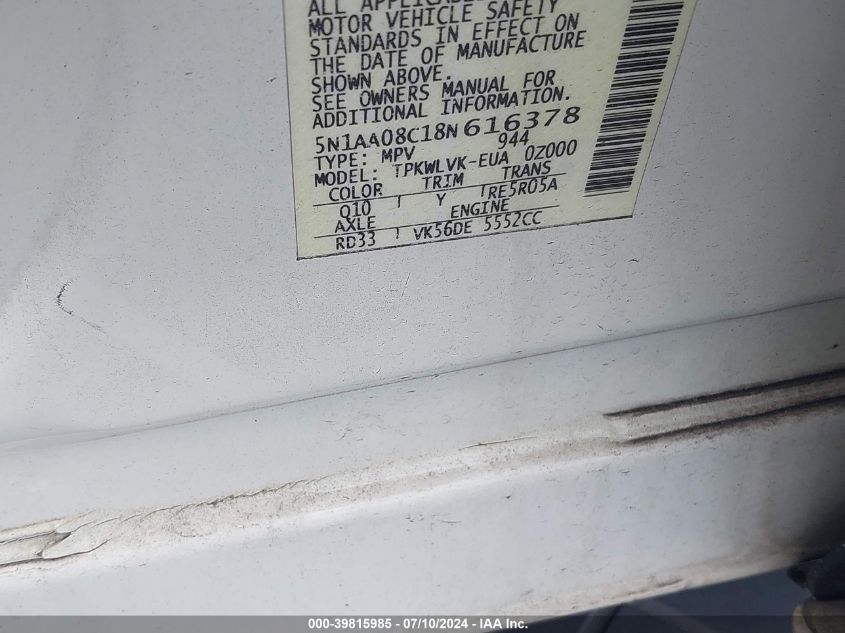 ALL APPLICABLE
MOTOR VEHICLE SAFETY
STANDARDS IN EFFECT ON
THE DATE OF MANUFACTURE
SHOWN ABOVE.
SEE OWNERS MANUAL FOR
ADDITIONAL INFORMATION.
5N1AA08C18N616378
TYPE: MPV 944
MODEL: TPKWLVK-EUA 0Z000
COLOR TRIM TRANS
Q10 Y RE5R05A
AXLE ENGINE
RD33 VK56DE 5552CC
000-39815985 - 07/10/2024 - IAA Inc.